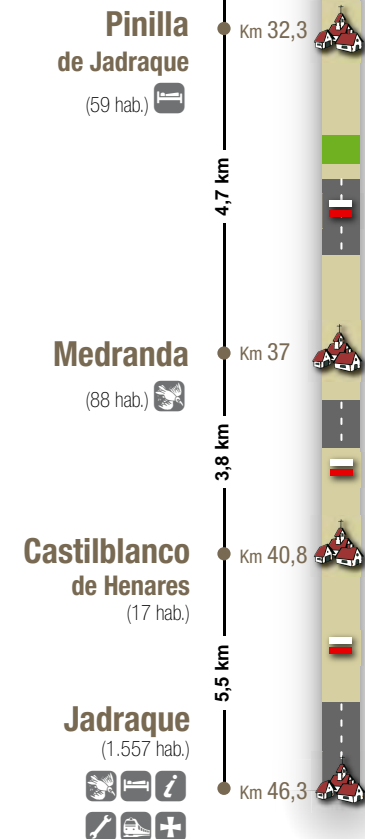 Pinilla
de Jadraque
(59 hab.)
Km 32,3
4,7 km
Medranda
(88 hab.)
Km 37
3,8 km
Castilblanco
de Henares
(17 hab.)
Km 40,8
5,5 km
Jadraque
(1.557 hab.)
i
Km 46,3